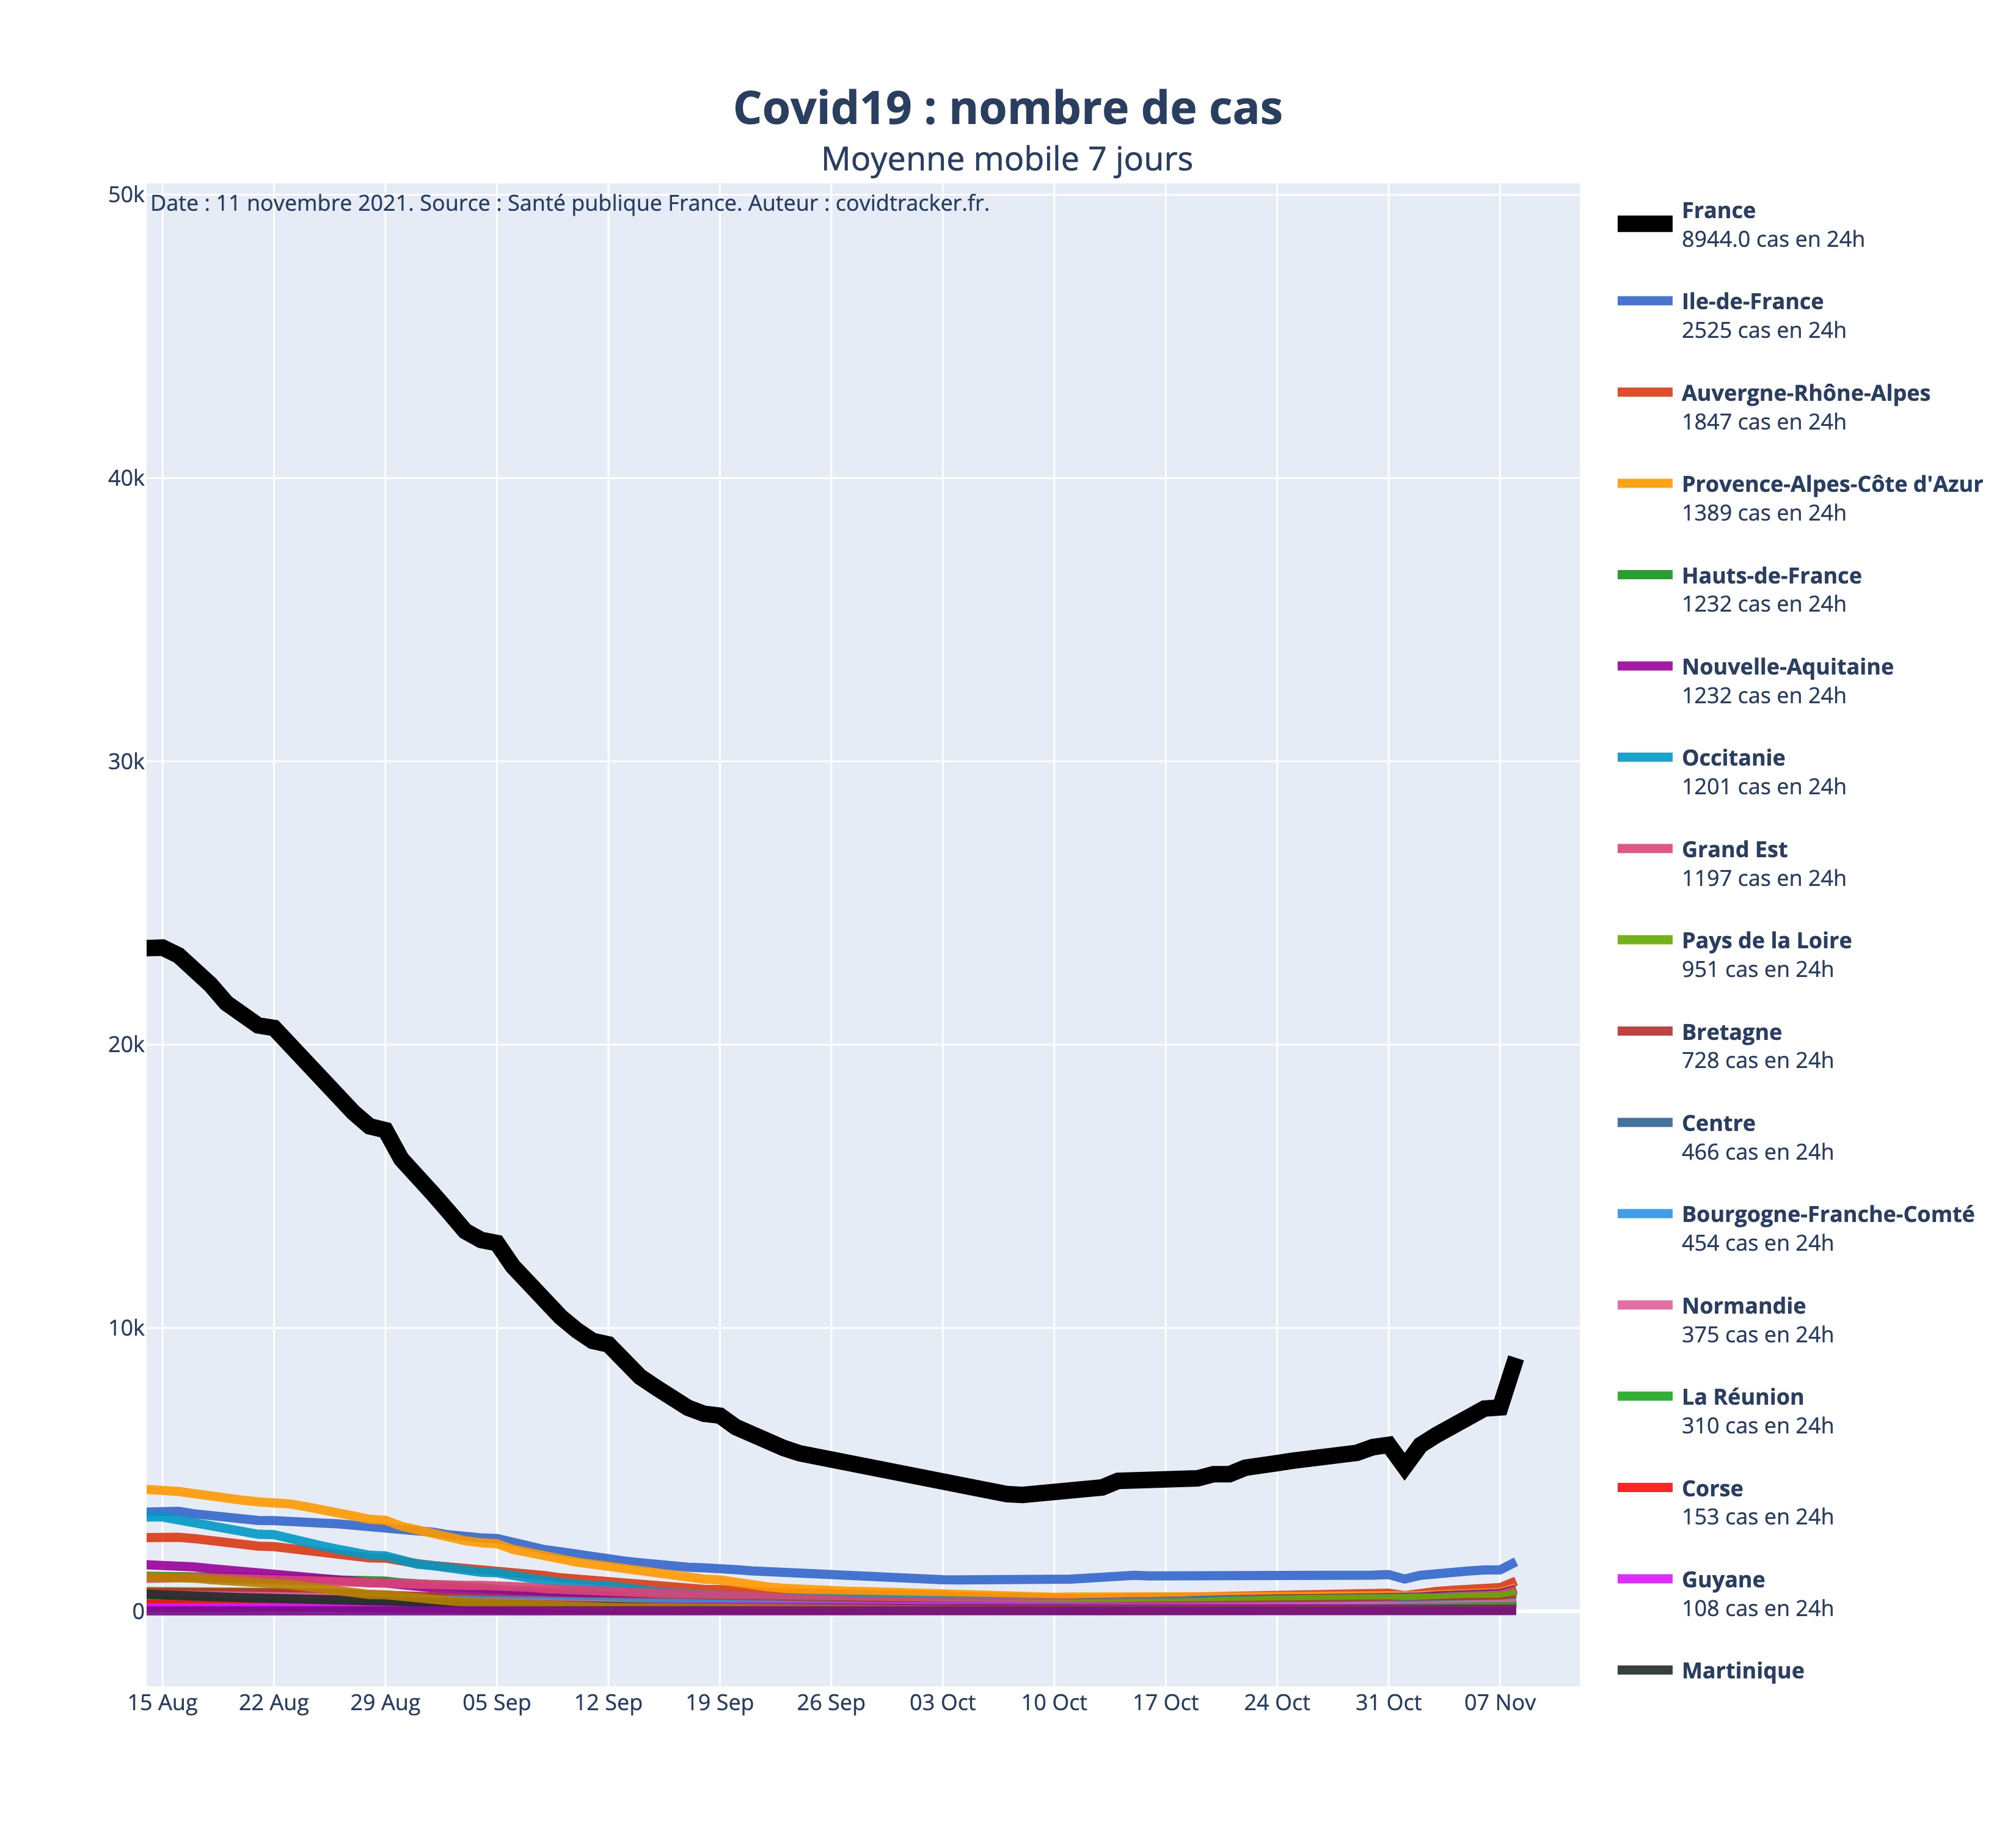 Covid19 : nombre de cas
Moyenne mobile 7 jours
Date : 11 novembre 2021. Source : Santé publique France. Auteur : covidtracker.fr.
50k
40k
30k
20k
10k
0
15 Aug
22 Aug
29 Aug
05 Sep
12 Sep
19 Sep
26 Sep
03 Oct
10 Oct
17 Oct
24 Oct
31 Oct
07 Nov
France
8944.0 cas en 24h
Ile-de-France
2525 cas en 24h
Auvergne-Rhône-Alpes
1847 cas en 24h
Provence-Alpes-Côte d'Azur
1389 cas en 24h
Hauts-de-France
1232 cas en 24h
Nouvelle-Aquitaine
1232 cas en 24h
Occitanie
1201 cas en 24h
Grand Est
1197 cas en 24h
Pays de la Loire
951 cas en 24h
Bretagne
728 cas en 24h
Centre
466 cas en 24h
Bourgogne-Franche-Comté
454 cas en 24h
Normandie
375 cas en 24h
La Réunion
310 cas en 24h
Corse
153 cas en 24h
Guyane
108 cas en 24h
Martinique